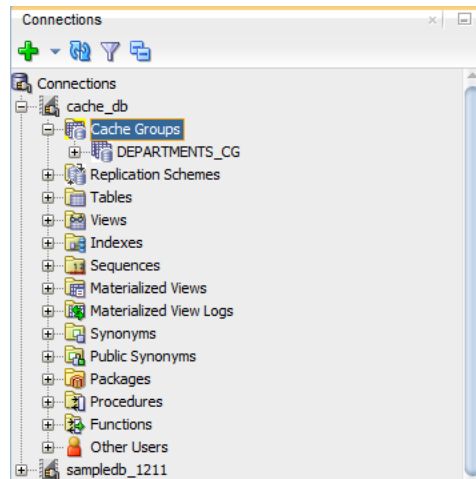 Connections
Connections
cache_db
Cache Groups
DEPARTMENTS_CG
Replication Schemes
Tables
Views
Indexes
Sequences
Materialized Views
Materialized View Logs
Synonyms
Public Synonyms
Packages
Procedures
Functions
Other Users
sampledb_1211